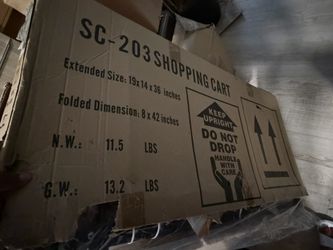 SC-203 SHOPPING CART
Extended Size: 19x14x36 inches
Folded Dimension: 8x42 inches
N.W.: 11.5 LBS
G.W.: 13.2 LBS
KEEP
UPRIGHT
DO NOT
DROP
HANDLE
WITH
CARE